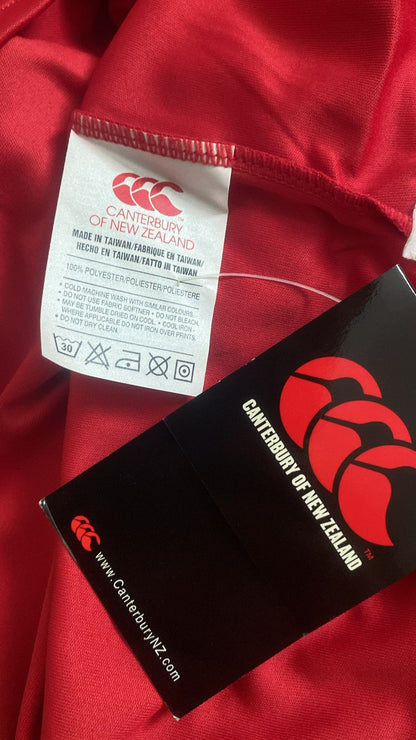 CANTERBURY
OF NEW ZEALAND
MADE IN TAIWAN/FABRIQUE EN TAIWAN/
HECHO EN TAIWAN/FATTO IN TAIWAN
100% POLYESTER/POLIESTER/POLIESTERE
• COLD MACHINE WASH WITH SIMILAR COLOURS.
• DO NOT USE FABRIC SOFTNER • DO NOT BLEACH.
• MAY BE TUMBLE DRIED ON COOL. • COOL IRON -
WHERE APPLICABLE DO NOT IRON OVER PRINTS.
• DO NOT DRY CLEAN.
30
CANTERBURY OF NEW ZEALAND
TM
www.CanterburyNZ.com